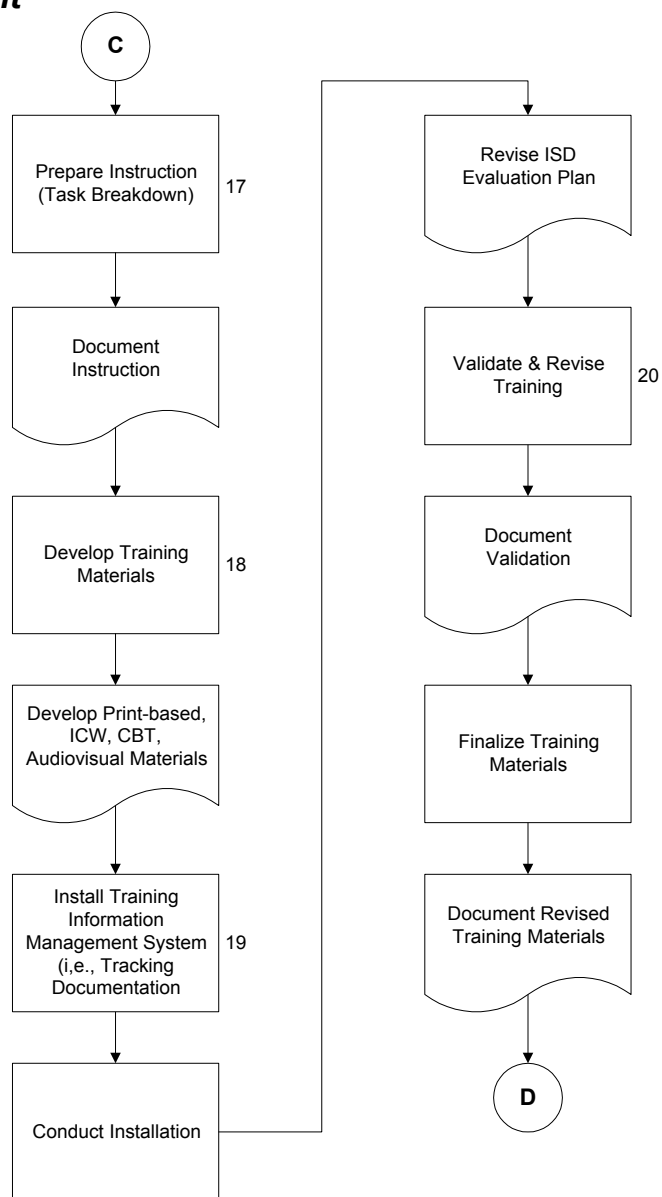 C
Prepare Instruction
(Task Breakdown)
17
Document
Instruction
Develop Training
Materials
18
Develop Print-based,
ICW, CBT,
Audiovisual Materials
Install Training
Information
Management System
(i,e., Tracking
Documentation
19
Conduct Installation
Revise ISD
Evaluation Plan
Validate & Revise
Training
20
Document
Validation
Finalize Training
Materials
Document Revised
Training Materials
D